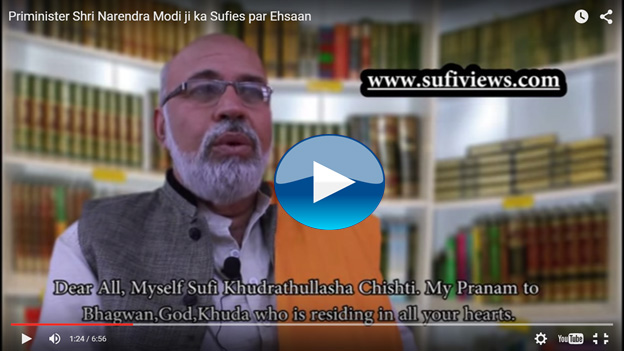 Priminister Shri Narendra Modi ji ka Sufies par Ehsaan
www.sufiviews.com
Dear All, Myself Sufi Khudrathullasha Chishti. My Pranam to
Bhagwan,God,Khuda who is residing in all your hearts.
1:24 / 6:56
YouTube